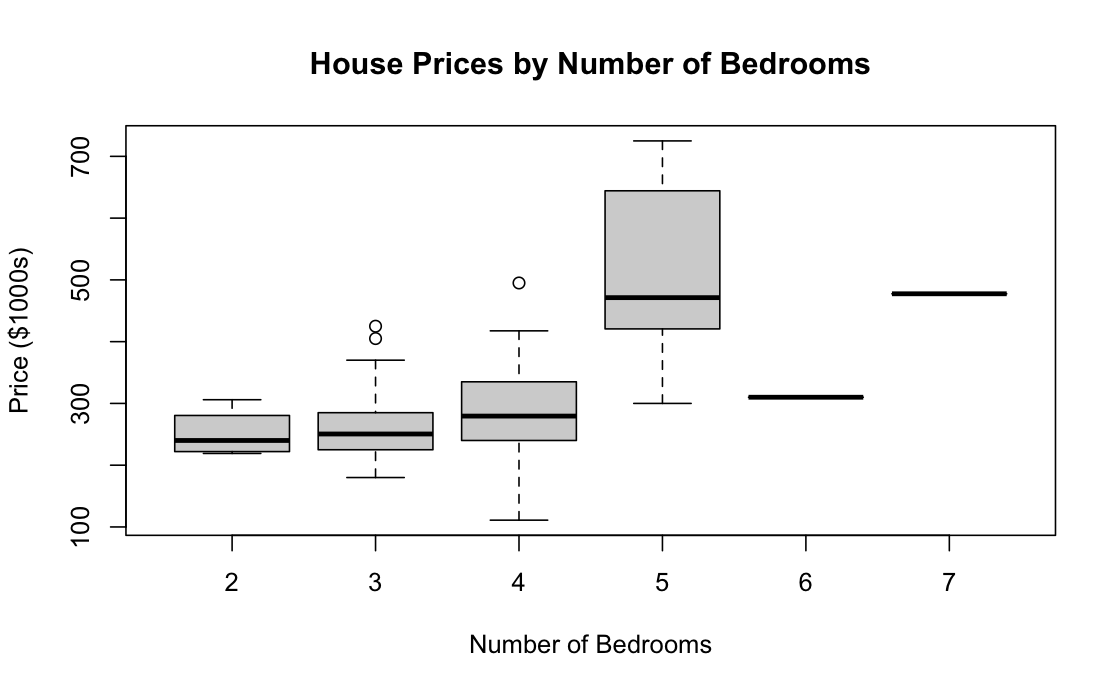 House Prices by Number of Bedrooms
Price ($1000s)
700
500
300
100
2 3 4 5 6 7
Number of Bedrooms